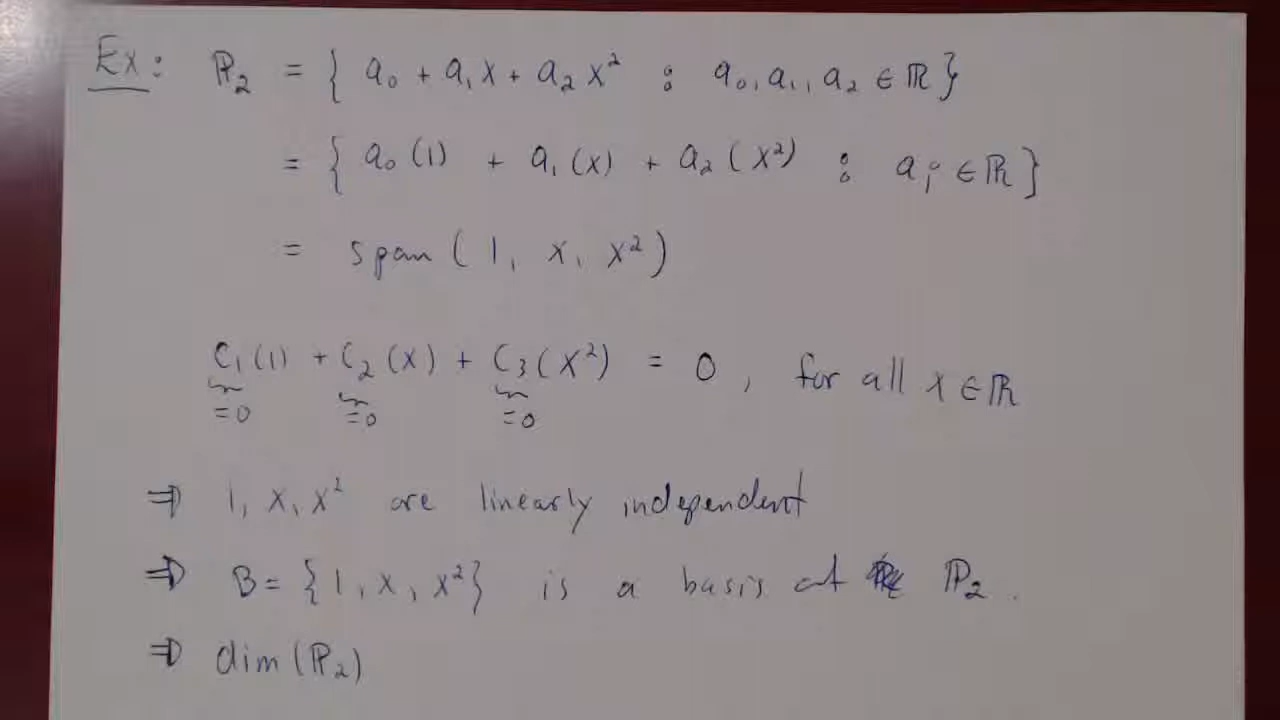 Ex: ℙ₂ = { a₀ + a₁x + a₂x² : a₀, a₁, a₂ ∈ ℝ }
= { a₀(1) + a₁(x) + a₂(x²) : aᵢ ∈ ℝ }
= span(1, x, x²)
C₁(1) + C₂(x) + C₃(x²) = 0, for all x ∈ ℝ
=0 =0 =0
⇒ 1, x, x² are linearly independent
⇒ B = {1, x, x²} is a basis of ℙ₂.
⇒ dim(ℙ₂)